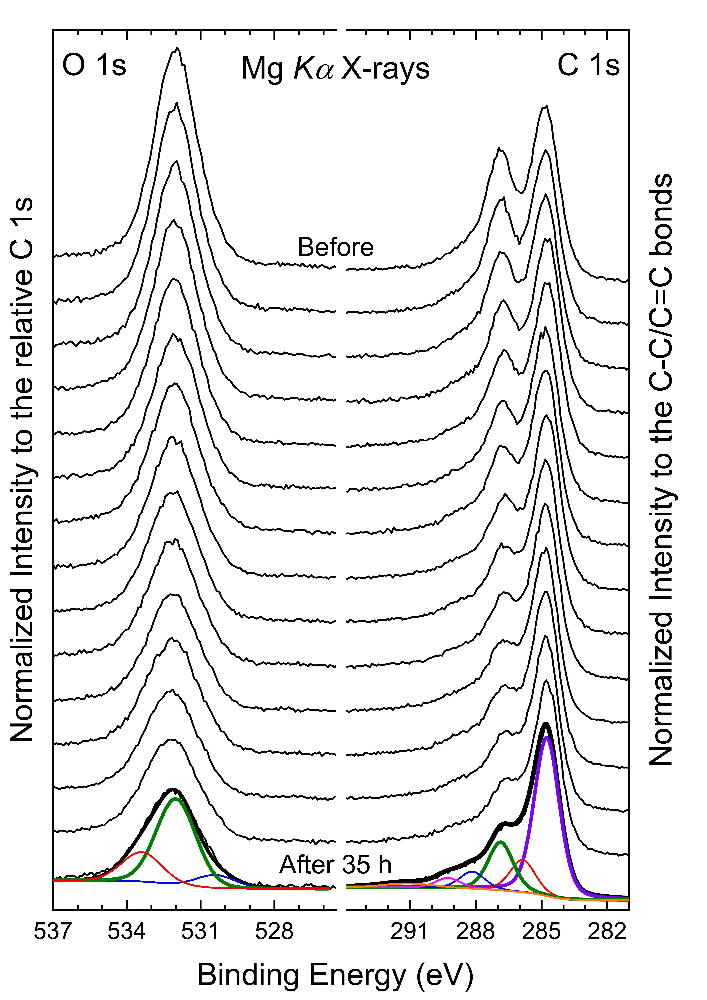 O 1s
Mg Kα X-rays
C 1s
Normalized Intensity to the relative C 1s
Normalized Intensity to the C-C/C=C bonds
Before
After 35 h
537 534 531 528 291 288 285 282
Binding Energy (eV)